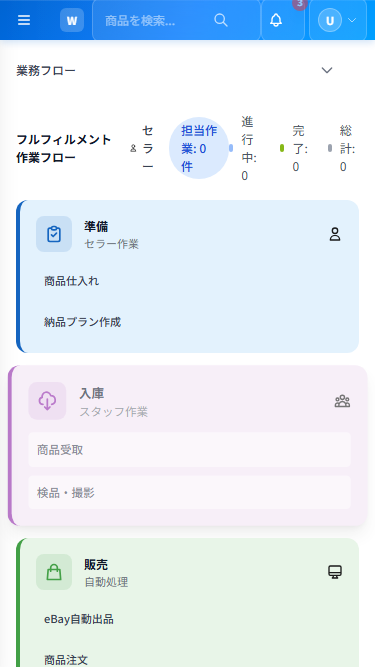 W
商品を検索...
3
U
業務フロー
フルフィルメント
作業フロー
セ
ラ
ー
担当作
業: 0
件
進
行
中:
0
完
了:
0
総
計:
0
準備
セラー作業
商品仕入れ
納品プラン作成
入庫
スタッフ作業
商品受取
検品・撮影
販売
自動処理
eBay自動出品
商品注文